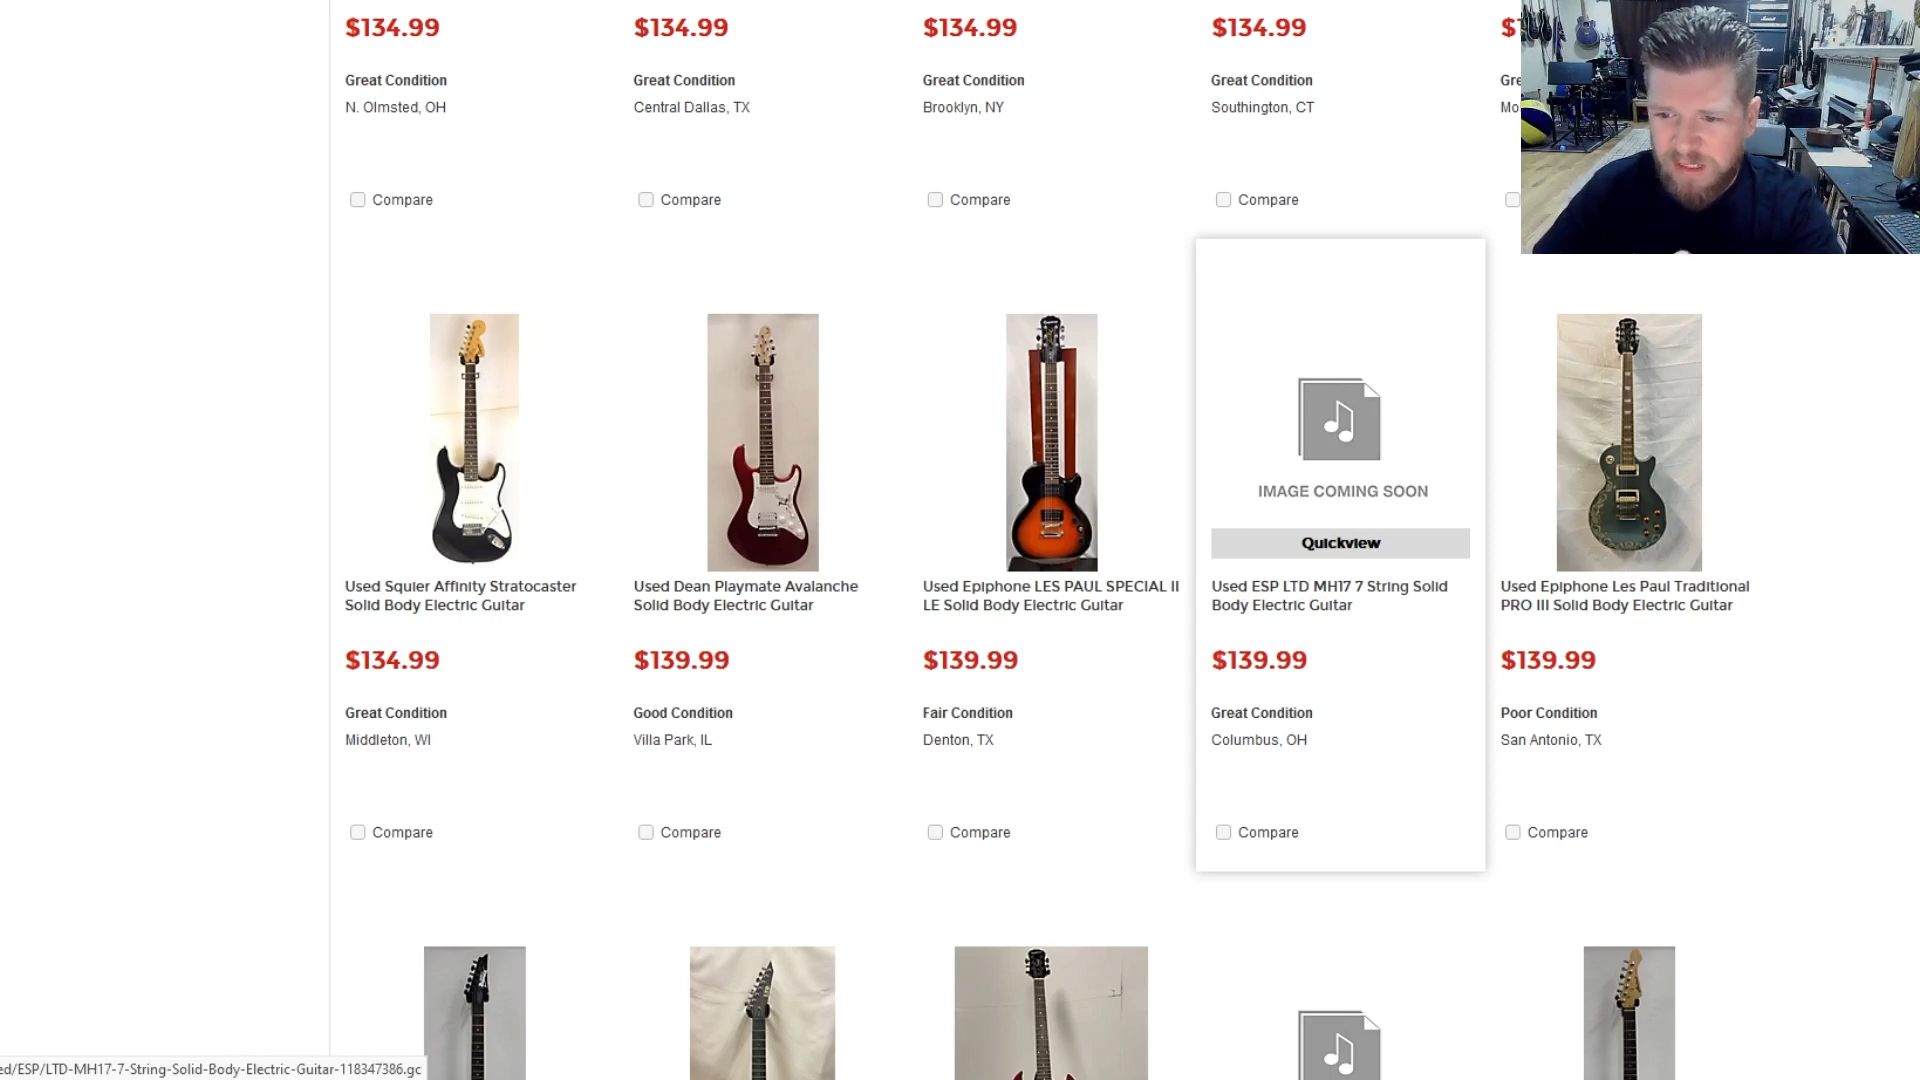 $134.99
$134.99
$134.99
$134.99
$1
Great Condition
Great Condition
Great Condition
Great Condition
Gre
N. Olmsted, OH
Central Dallas, TX
Brooklyn, NY
Southington, CT
Mo
Compare
Compare
Compare
Compare
IMAGE COMING SOON
Quickview
Used Squier Affinity Stratocaster
Solid Body Electric Guitar
Used Dean Playmate Avalanche
Solid Body Electric Guitar
Used Epiphone LES PAUL SPECIAL II
LE Solid Body Electric Guitar
Used ESP LTD MH17 7 String Solid
Body Electric Guitar
Used Epiphone Les Paul Traditional
PRO III Solid Body Electric Guitar
$134.99
$139.99
$139.99
$139.99
$139.99
Great Condition
Good Condition
Fair Condition
Great Condition
Poor Condition
Middleton, WI
Villa Park, IL
Denton, TX
Columbus, OH
San Antonio, TX
Compare
Compare
Compare
Compare
Compare
ed/ESP/LTD-MH17-7-String-Solid-Body-Electric-Guitar-118347386.gc